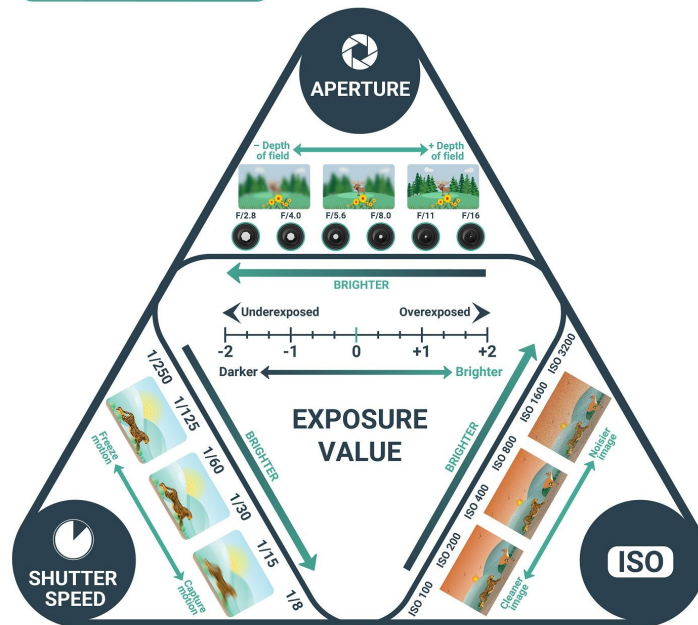 APERTURE
− Depth
of field
+ Depth
of field
F/2.8
F/4.0
F/5.6
F/8.0
F/11
F/16
BRIGHTER
Underexposed
Overexposed
-2
-1
0
+1
+2
Darker
Brighter
EXPOSURE
VALUE
1/250
1/125
1/60
1/30
1/15
1/8
Freeze
motion
Capture
motion
BRIGHTER
SHUTTER
SPEED
BRIGHTER
ISO 3200
ISO 1600
ISO 800
ISO 400
ISO 200
ISO 100
Noisier
image
Cleaner
image
ISO